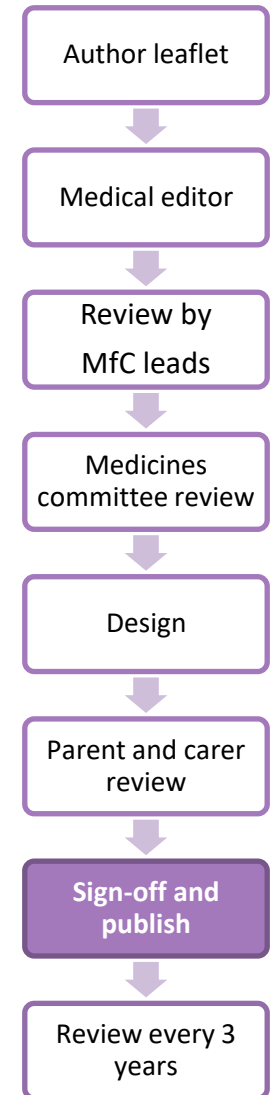 Author leaflet
Medical editor
Review by
MfC leads
Medicines
committee review
Design
Parent and carer
review
Sign-off and
publish
Review every 3
years